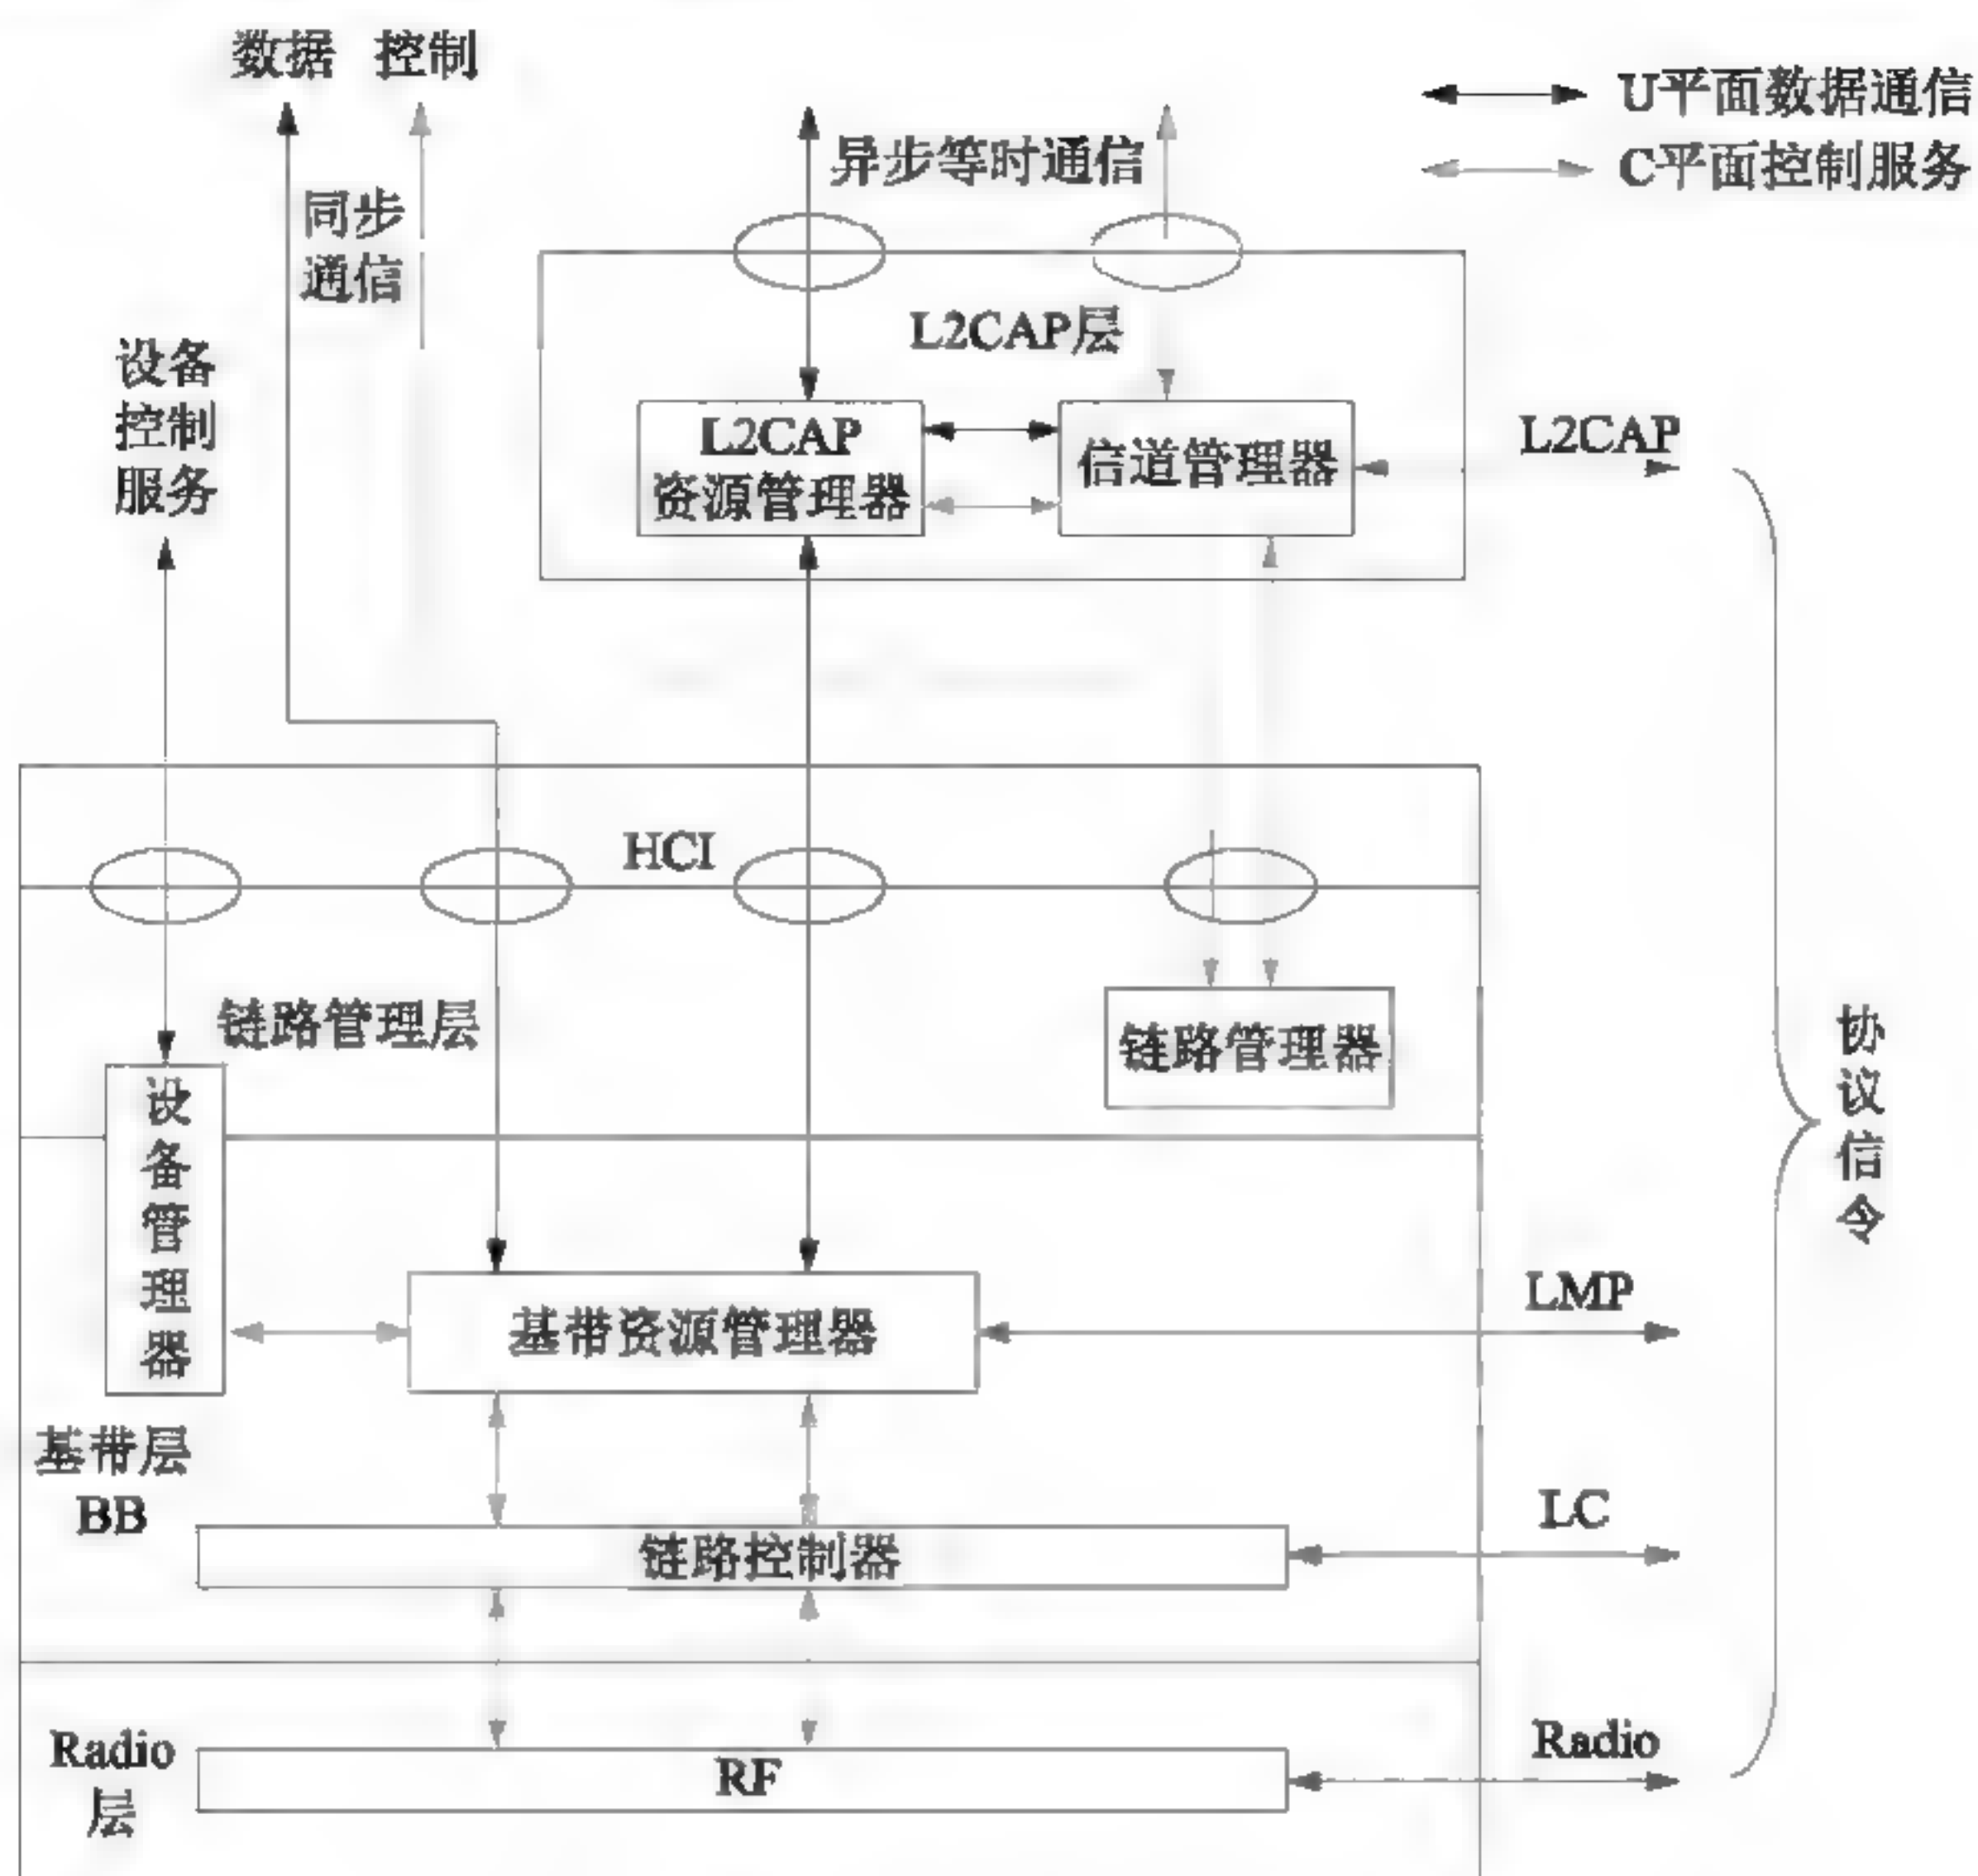 数据 控制
U平面数据通信
C平面控制服务
异步等时通信
同步
通信
L2CAP层
设备
控制
服务
L2CAP
资源管理器
信道管理器
L2CAP
HCI
链路管理层
链路管理器
设备管理器
协议信令
基带资源管理器
LMP
基带层
BB
链路控制器
LC
Radio
层
RF
Radio